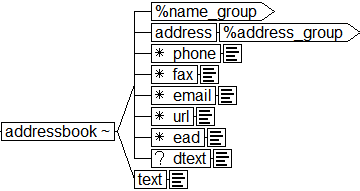 %name_group
address %address_group
* phone
* fax
* email
* url
* ead
? dtext
addressbook ~
text